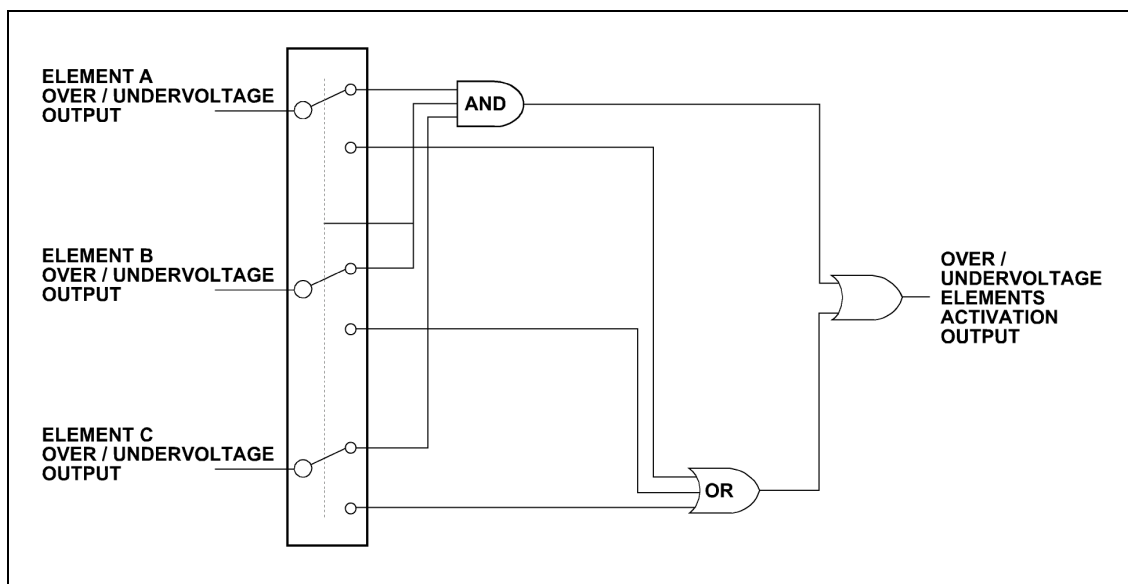 ELEMENT A
OVER / UNDERVOLTAGE
OUTPUT
AND
ELEMENT B
OVER / UNDERVOLTAGE
OUTPUT
OVER /
UNDERVOLTAGE
ELEMENTS
ACTIVATION
OUTPUT
ELEMENT C
OVER / UNDERVOLTAGE
OUTPUT
OR